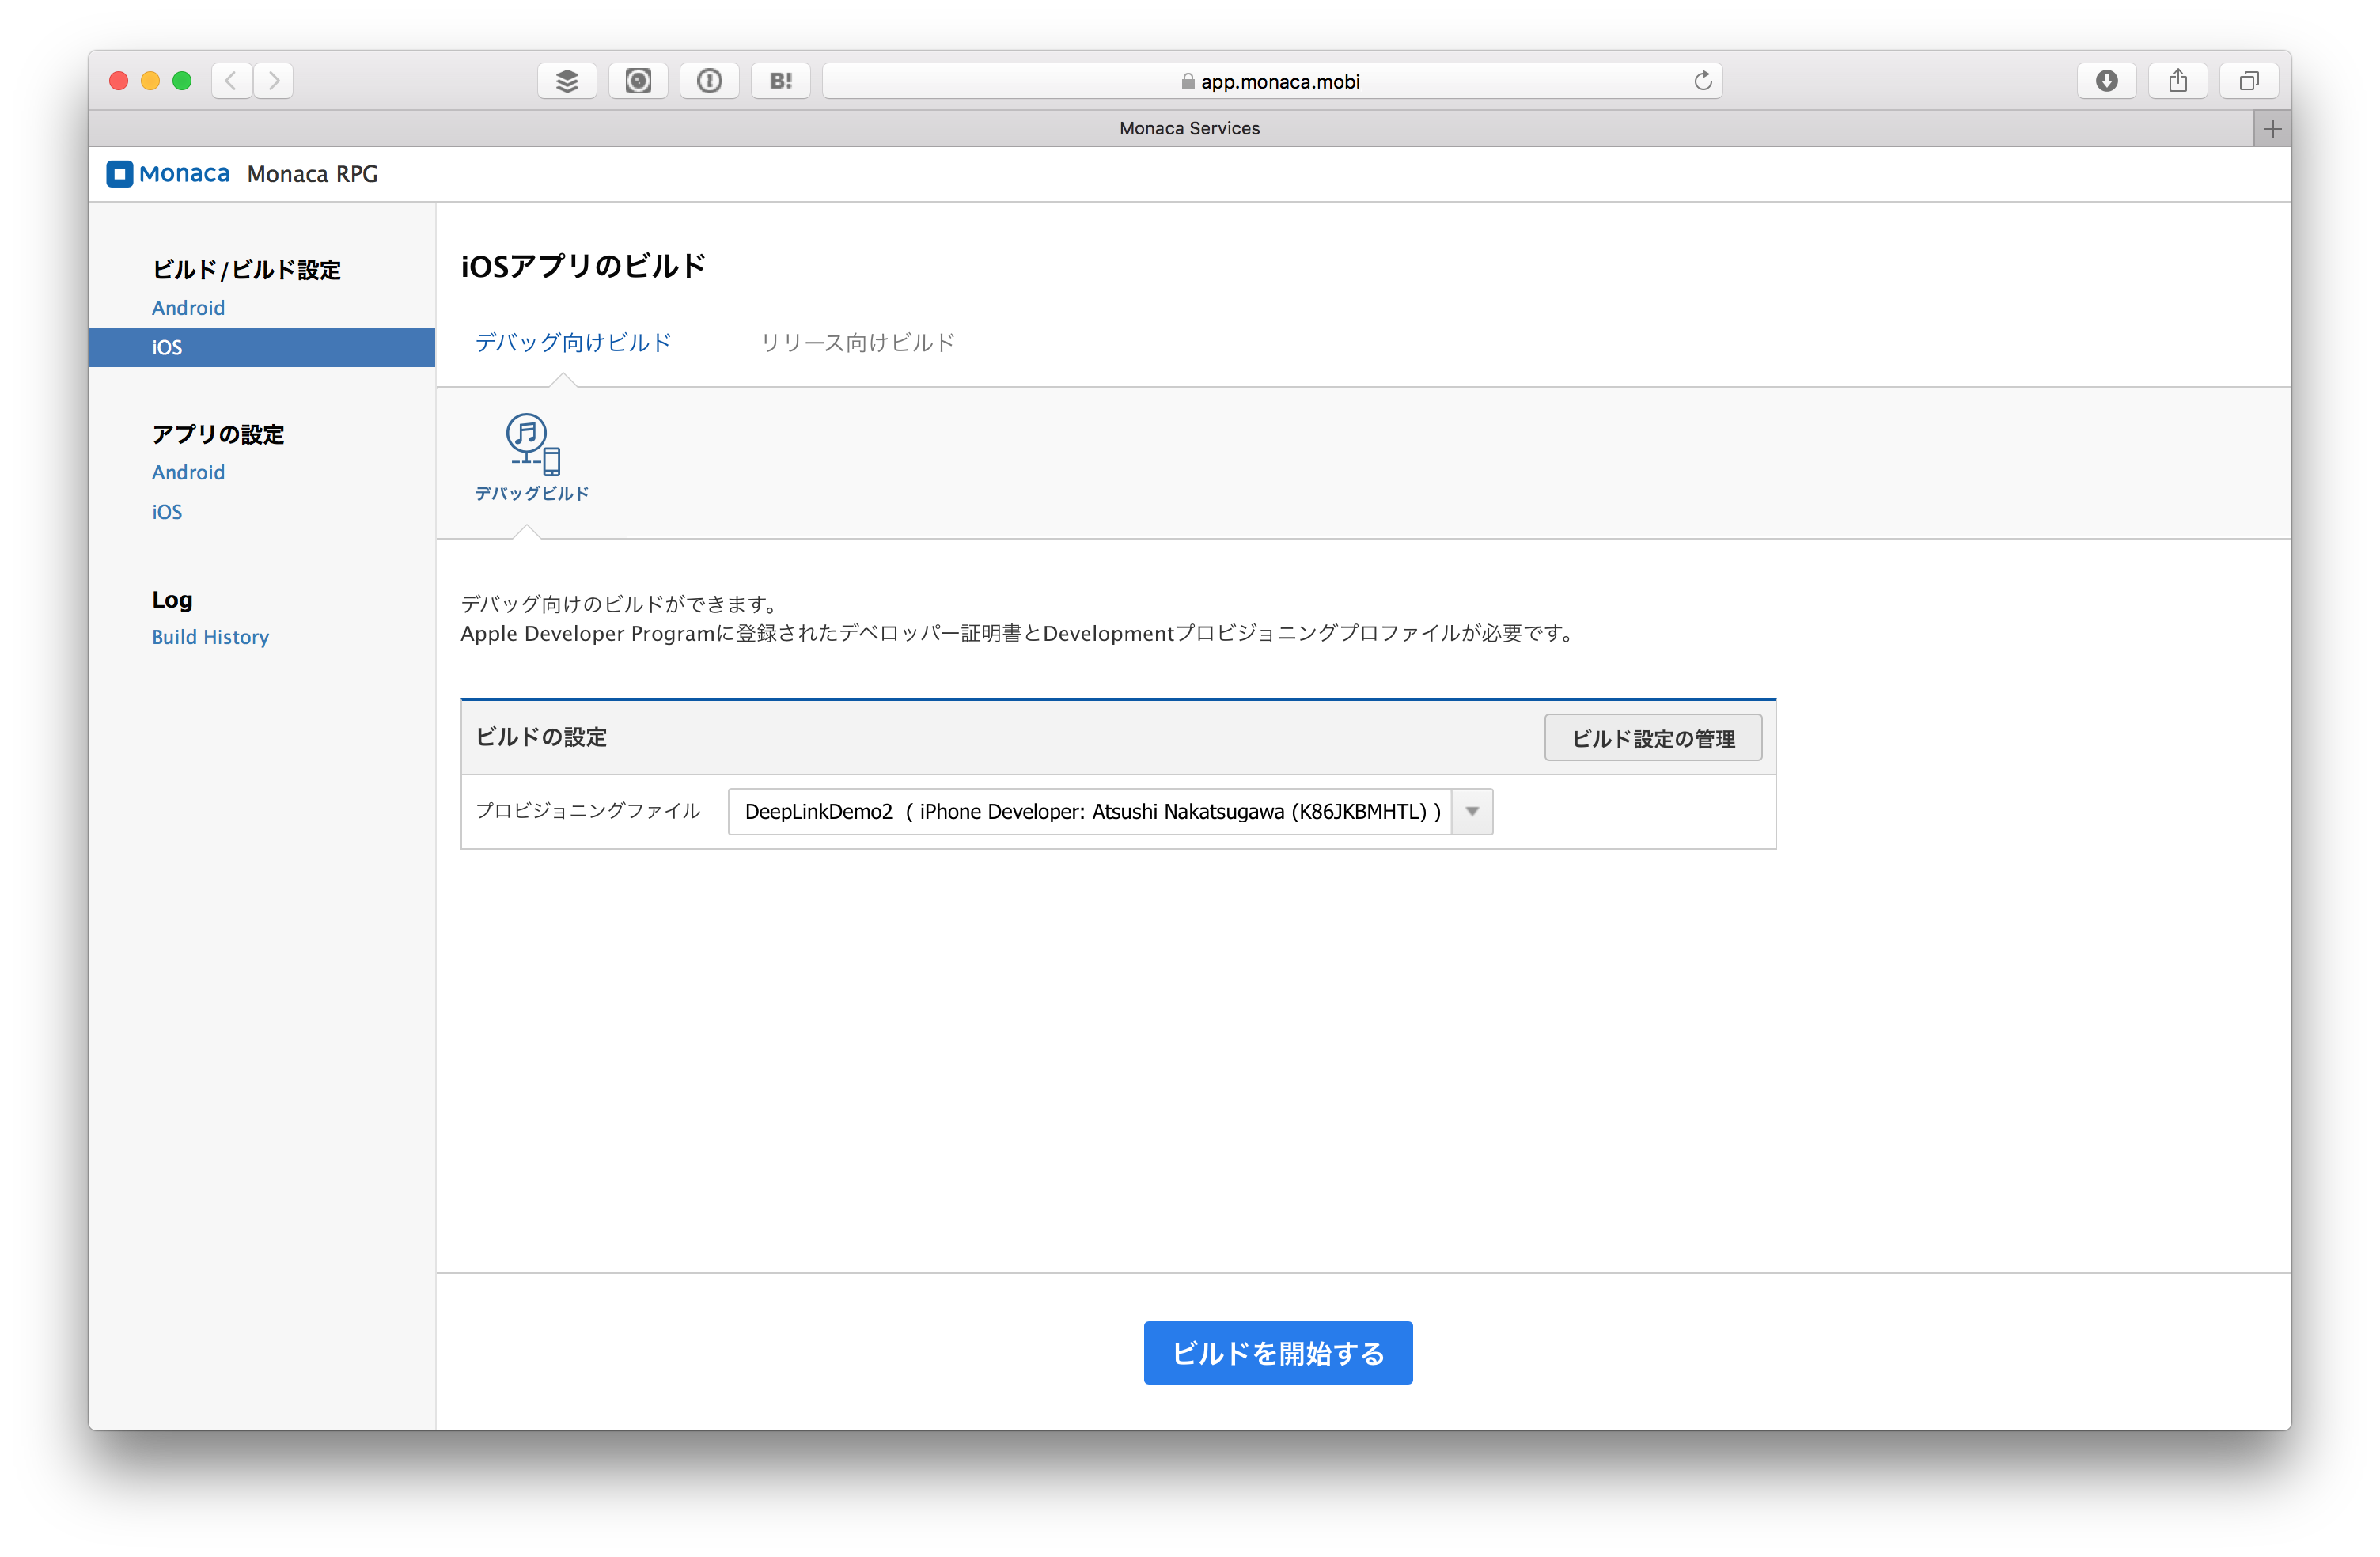 B!
app.monaca.mobi
Monaca Services
Monaca Monaca RPG
ビルド/ビルド設定
Android
iOS
アプリの設定
Android
iOS
Log
Build History
iOSアプリのビルド
デバッグ向けビルド リリース向けビルド
デバッグビルド
デバッグ向けのビルドができます。
Apple Developer Programに登録されたデベロッパー証明書とDevelopmentプロビジョニングプロファイルが必要です。
ビルドの設定 ビルド設定の管理
プロビジョニングファイル DeepLinkDemo2 ( iPhone Developer: Atsushi Nakatsugawa (K86JKBMHTL) )
ビルドを開始する